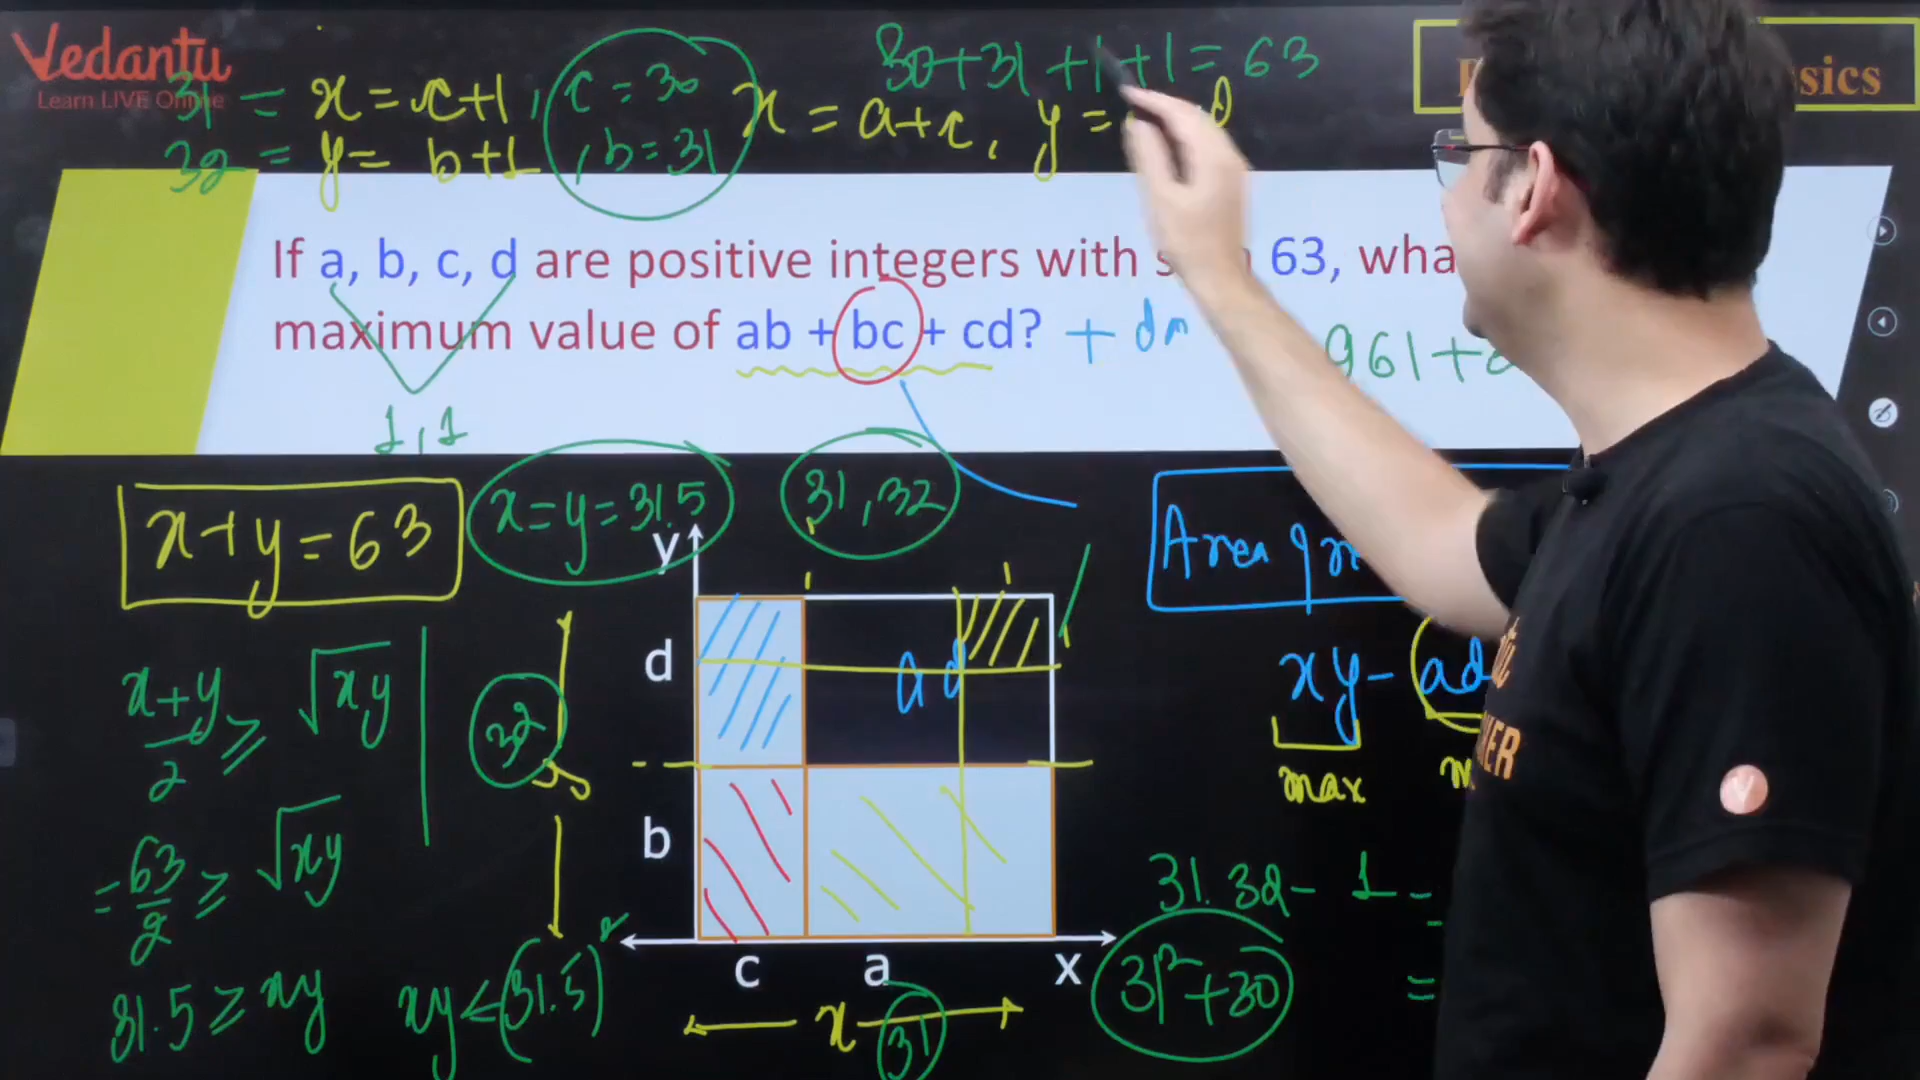 Vedantu
Learn LIVE Online
30+31+1+1=63
31 = x=c+1, c=30
x = a+c, y =
32 = y= b+1, b=31
sics
If a, b, c, d are positive integers with 63,
maximum value of ab + bc + cd? +
961+
1,1
x+y=63
x=y=31.5
31,32
y
Area
x+y/2 ≥ √xy
32
d
ad
xy-ad
max
=63/2 ≥ √xy
b
31.32- 1 -
31²+30
=
31.5 ≥ xy
xy<(31.5)²
c
a
x
x
31